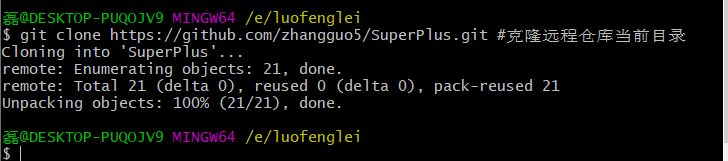 磊@DESKTOP-PUQOJV9 MINGW64 /e/luofenglei
$ git clone https://github.com/zhangguo5/SuperPlus.git #克隆远程仓库当前目录
Cloning into 'SuperPlus'...
remote: Enumerating objects: 21, done.
remote: Total 21 (delta 0), reused 0 (delta 0), pack-reused 21
Unpacking objects: 100% (21/21), done.
磊@DESKTOP-PUQOJV9 MINGW64 /e/luofenglei
$